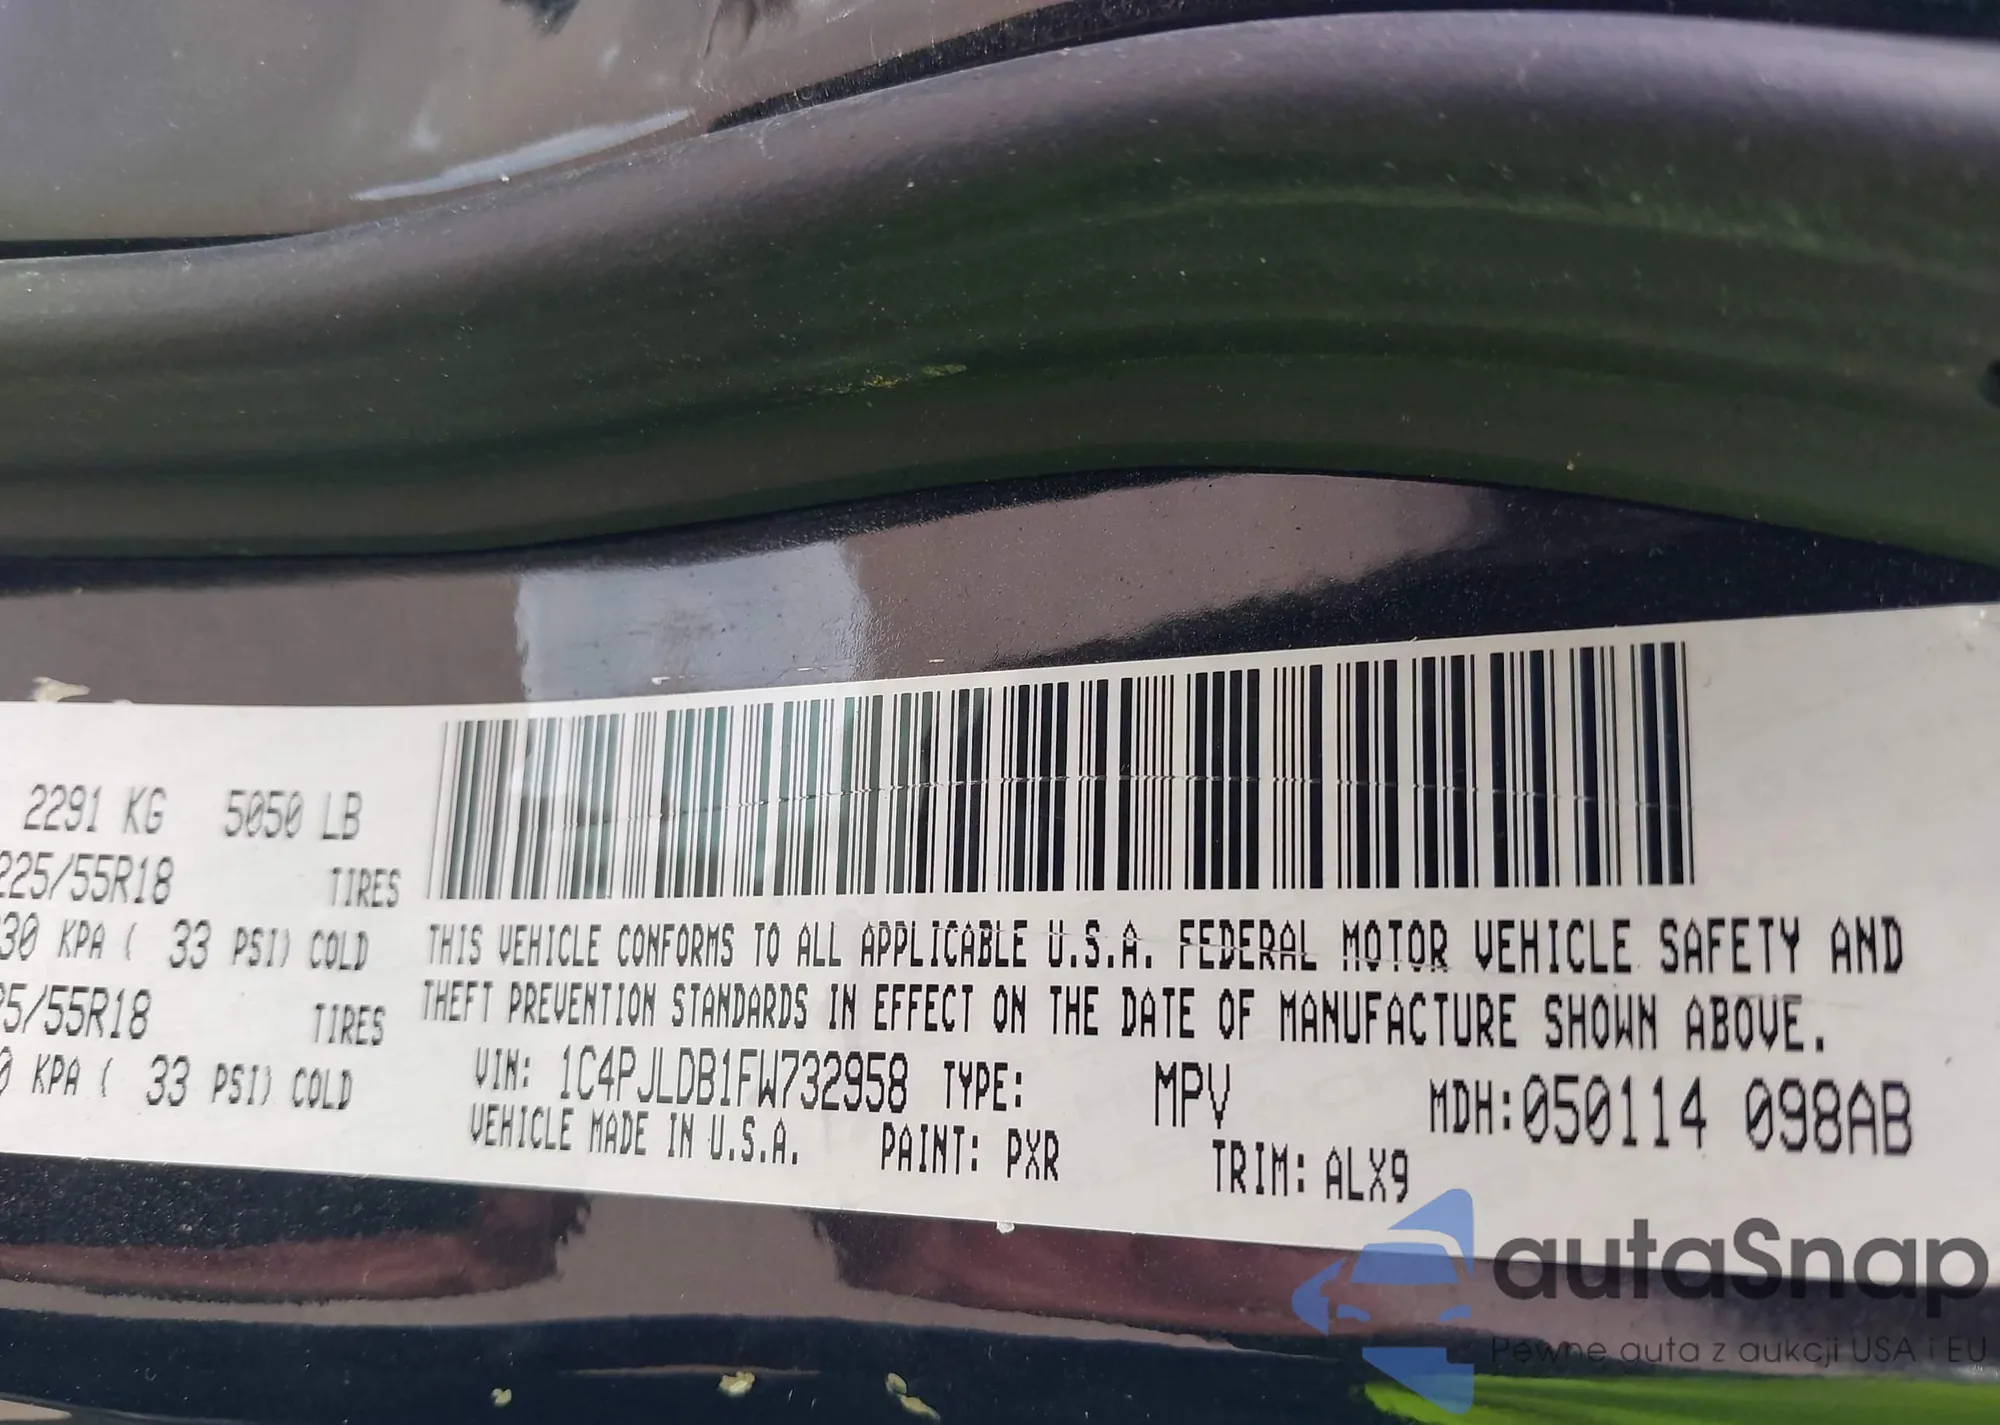 2291 KG 5050 LB
225/55R18 TIRES
30 KPA ( 33 PSI) COLD
5/55R18 TIRES
0 KPA ( 33 PSI) COLD
THIS VEHICLE CONFORMS TO ALL APPLICABLE U.S.A. FEDERAL MOTOR VEHICLE SAFETY AND
THEFT PREVENTION STANDARDS IN EFFECT ON THE DATE OF MANUFACTURE SHOWN ABOVE.
VIN: 1C4PJLDB1FW732958 TYPE: MPV MDH:050114 098AB
VEHICLE MADE IN U.S.A. PAINT: PXR TRIM: ALX9
autaSnap
Pewne auta z aukcji USA i EU